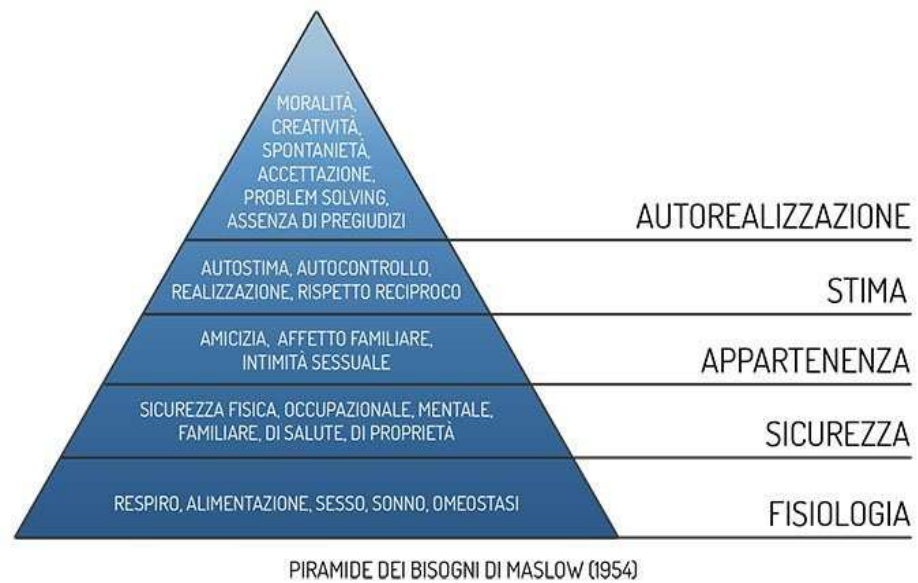 MORALITÀ,
CREATIVITÀ,
SPONTANIETÀ,
ACCETTAZIONE,
PROBLEM SOLVING,
ASSENZA DI PREGIUDIZI
AUTOREALIZZAZIONE
AUTOSTIMA, AUTOCONTROLLO,
REALIZZAZIONE, RISPETTO RECIPROCO
STIMA
AMICIZIA, AFFETTO FAMILIARE,
INTIMITÀ SESSUALE
APPARTENENZA
SICUREZZA FISICA, OCCUPAZIONALE, MENTALE,
FAMILIARE, DI SALUTE, DI PROPRIETÀ
SICUREZZA
RESPIRO, ALIMENTAZIONE, SESSO, SONNO, OMEOSTASI
FISIOLOGIA
PIRAMIDE DEI BISOGNI DI MASLOW (1954)